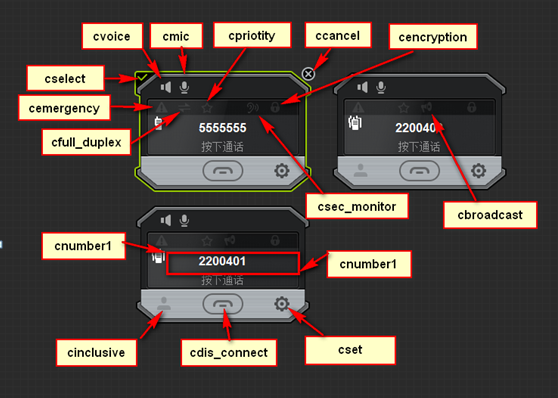 cvoice
cmic
cpriotity
ccancel
cencryption
cselect
cemergency
cfull_duplex
5555555
按下通话
220040
按下通话
csec_monitor
cbroadcast
cnumber1
2200401
cnumber1
按下通话
cinclusive
cdis_connect
cset